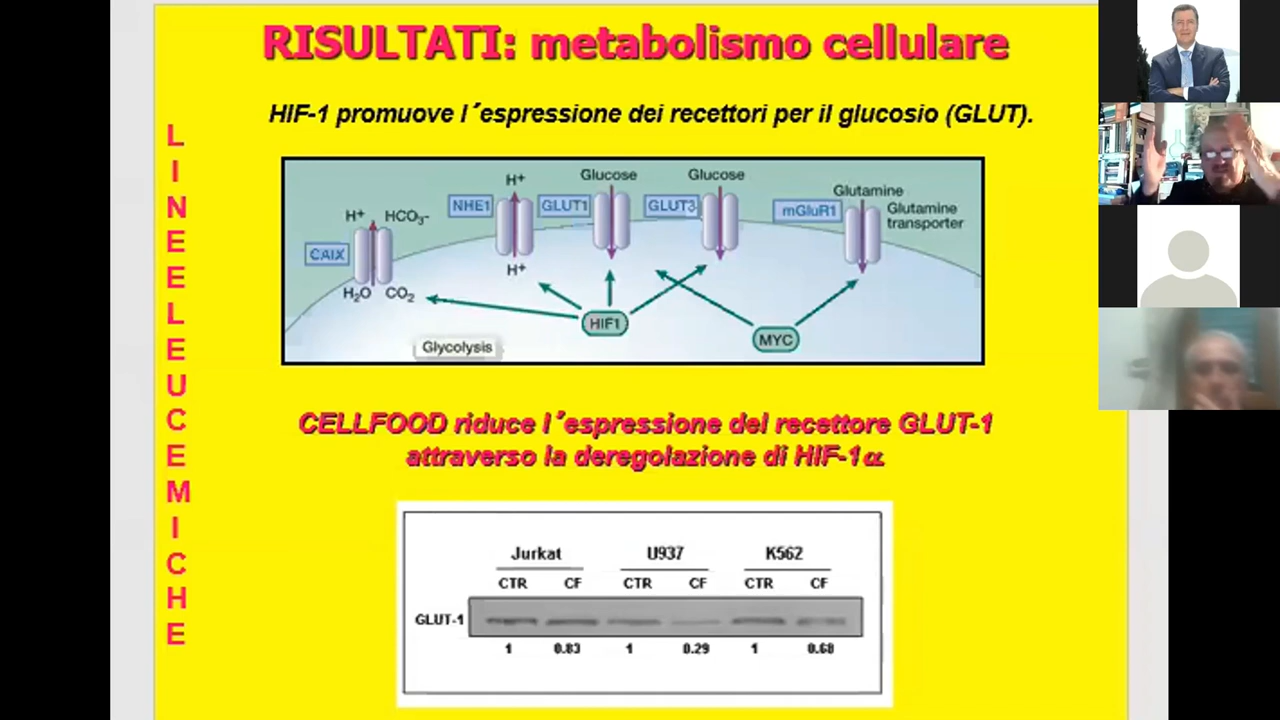 RISULTATI: metabolismo cellulare
HIF-1 promuove l´espressione dei recettori per il glucosio (GLUT).
LINEE LEUCEMICHE
H+
Glucose
Glucose
Glutamine
NHE1
GLUT1
GLUT3
mGluR1
Glutamine
transporter
H+
HCO3-
CAIX
H+
H2O
CO2
HIF1
MYC
Glycolysis
CELLFOOD riduce l´espressione del recettore GLUT-1
attraverso la deregolazione di HIF-1α
Jurkat U937 K562
CTR CF CTR CF CTR CF
GLUT-1
1 0.83 1 0.29 1 0.68